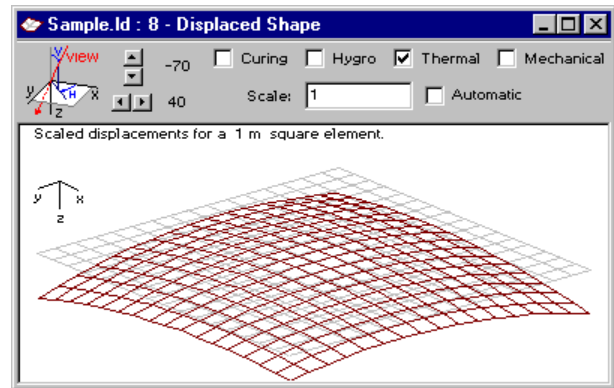 Sample.ld : 8 - Displaced Shape
V view -70 Curing Hygro Thermal Mechanical
y H x
z 40 Scale: 1 Automatic
Scaled displacements for a 1 m square element.
y x
z